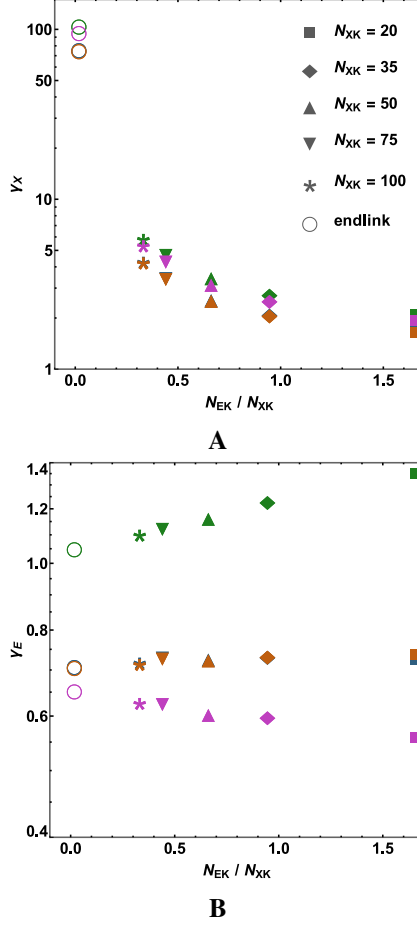 100
50
10
5
1
γX
NXK = 20
NXK = 35
NXK = 50
NXK = 75
NXK = 100
endlink
0.0 0.5 1.0 1.5
NEK / NXK
A
1.4
1.2
1.0
0.8
0.6
0.4
γE
0.0 0.5 1.0 1.5
NEK / NXK
B